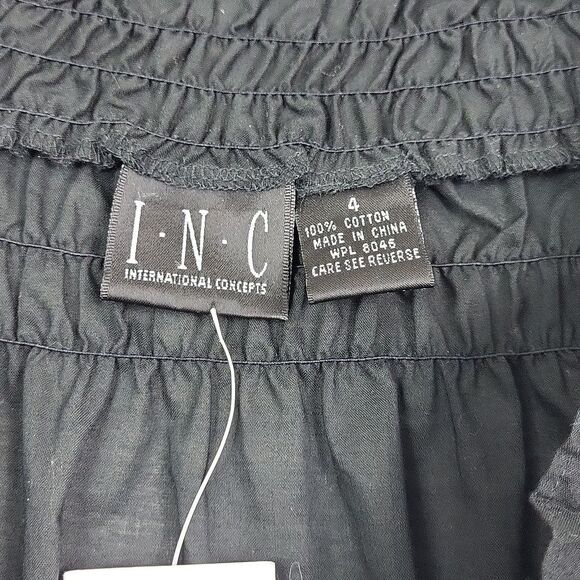 I·N·C
INTERNATIONAL CONCEPTS
4
100% COTTON
MADE IN CHINA
WPL 8046
CARE SEE REVERSE